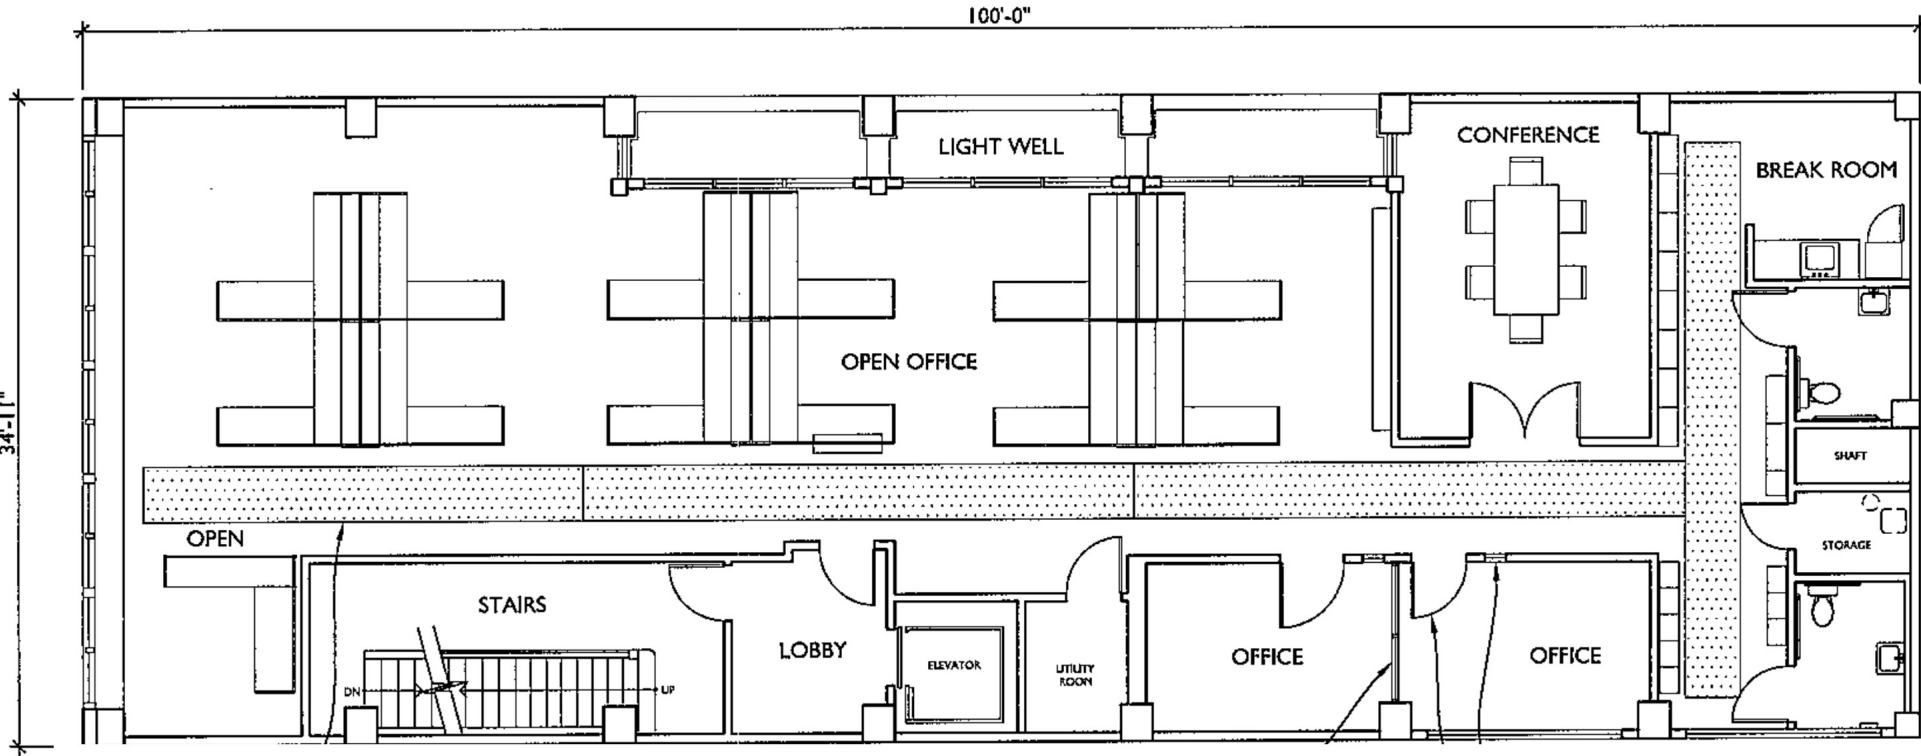 100'-0"
LIGHT WELL
CONFERENCE
BREAK ROOM
OPEN OFFICE
34'-11"
SHAFT
OPEN
STORAGE
STAIRS
LOBBY
ELEVATOR
UTILITY
ROON
OFFICE
OFFICE
DN
UP